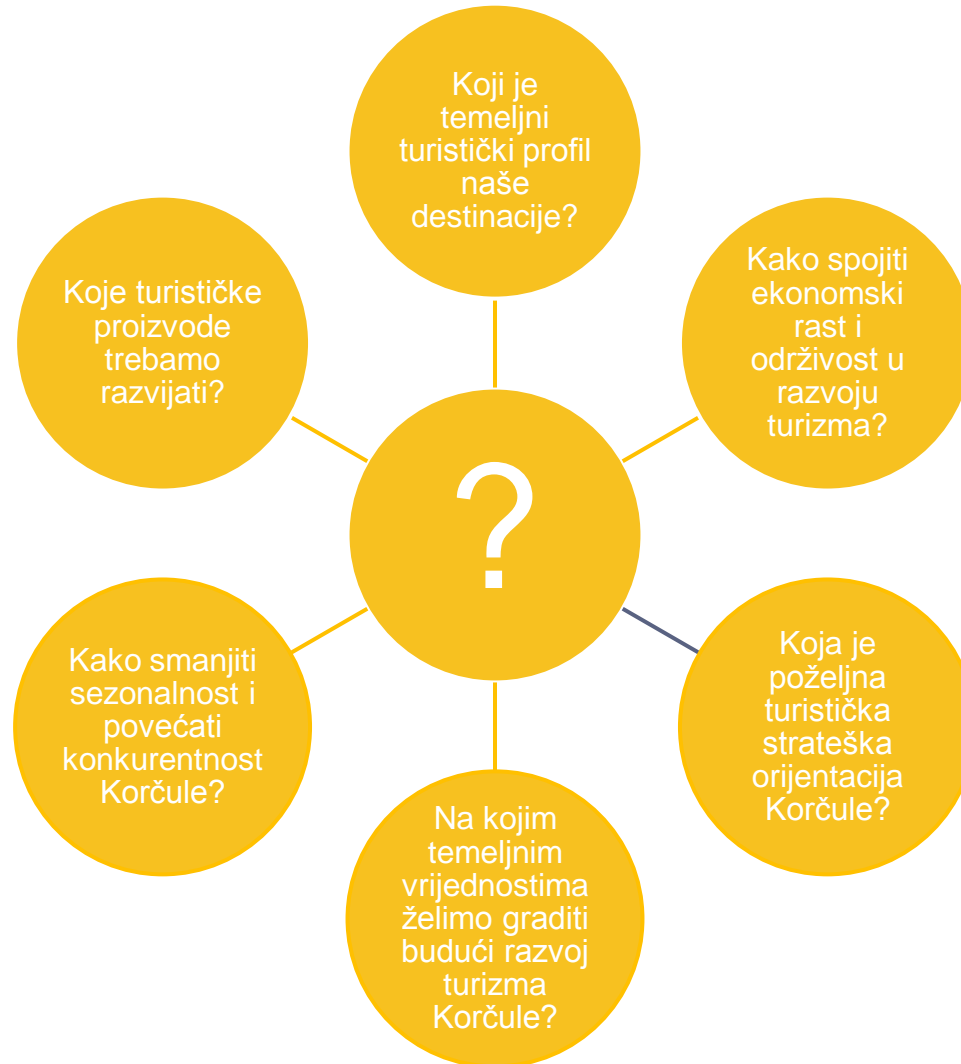 Koji je
temeljni
turistički profil
naše
destinacije?
Kako spojiti
ekonomski
rast i
održivost u
razvoju
turizma?
Koja je
poželjna
turistička
strateška
orijentacija
Korčule?
Na kojim
temeljnim
vrijednostima
želimo graditi
budući razvoj
turizma
Korčule?
Kako smanjiti
sezonalnost i
povećati
konkurentnost
Korčule?
Koje turističke
proizvode
trebamo
razvijati?
?